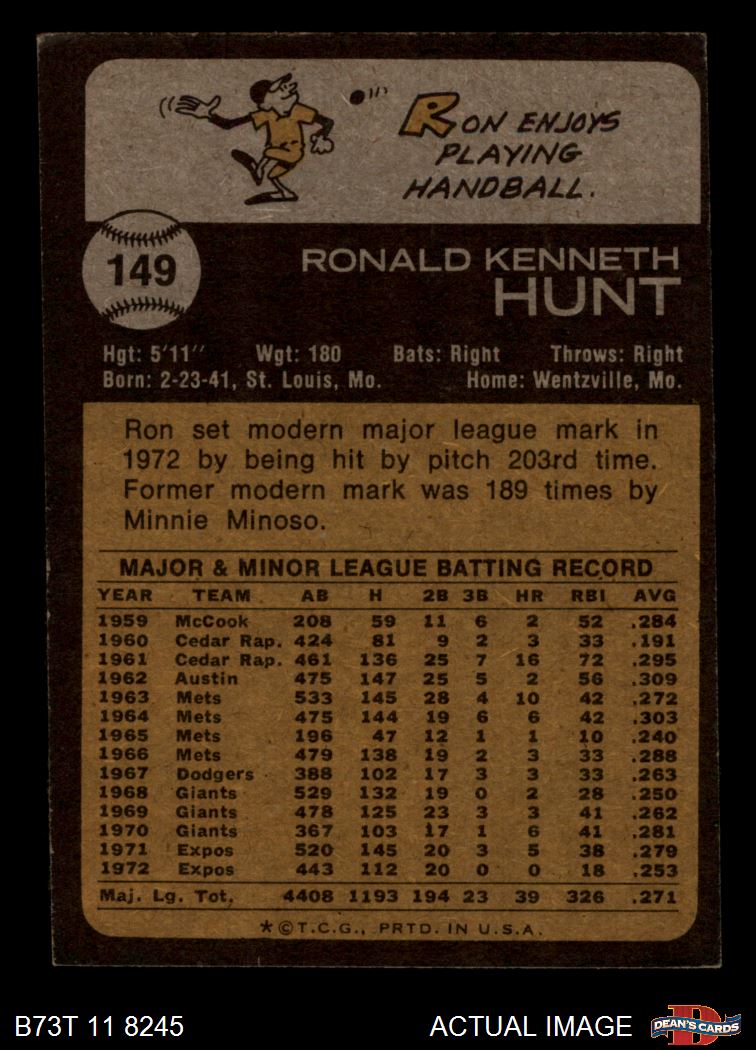 RON ENJOYS
PLAYING
HANDBALL.
149
RONALD KENNETH
HUNT
Hgt: 5'11" Wgt: 180 Bats: Right Throws: Right
Born: 2-23-41, St. Louis, Mo. Home: Wentzville, Mo.
Ron set modern major league mark in
1972 by being hit by pitch 203rd time.
Former modern mark was 189 times by
Minnie Minoso.
MAJOR & MINOR LEAGUE BATTING RECORD
YEAR TEAM AB H 2B 3B HR RBI AVG
1959 McCook 208 59 11 6 2 52 .284
1960 Cedar Rap. 424 81 9 2 3 33 .191
1961 Cedar Rap. 461 136 25 7 16 72 .295
1962 Austin 475 147 25 5 2 56 .309
1963 Mets 533 145 28 4 10 42 .272
1964 Mets 475 144 19 6 6 42 .303
1965 Mets 196 47 12 1 1 10 .240
1966 Mets 479 138 19 2 3 33 .288
1967 Dodgers 388 102 17 3 3 33 .263
1968 Giants 529 132 19 0 2 28 .250
1969 Giants 478 125 23 3 3 41 .262
1970 Giants 367 103 17 1 6 41 .281
1971 Expos 520 145 20 3 5 38 .279
1972 Expos 443 112 20 0 0 18 .253
Maj. Lg. Tot. 4408 1193 194 23 39 326 .271
*©T.C.G., PRTD. IN U.S.A.
B73T 11 8245 ACTUAL IMAGE
D
DEAN'S CARDS